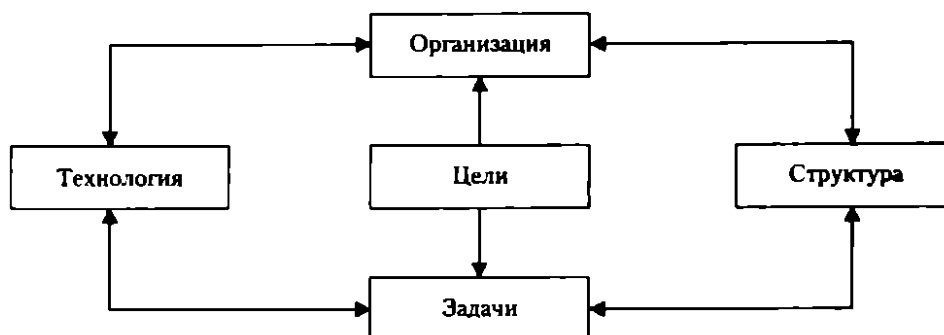 Организация
Технология
Цели
Структура
Задачи